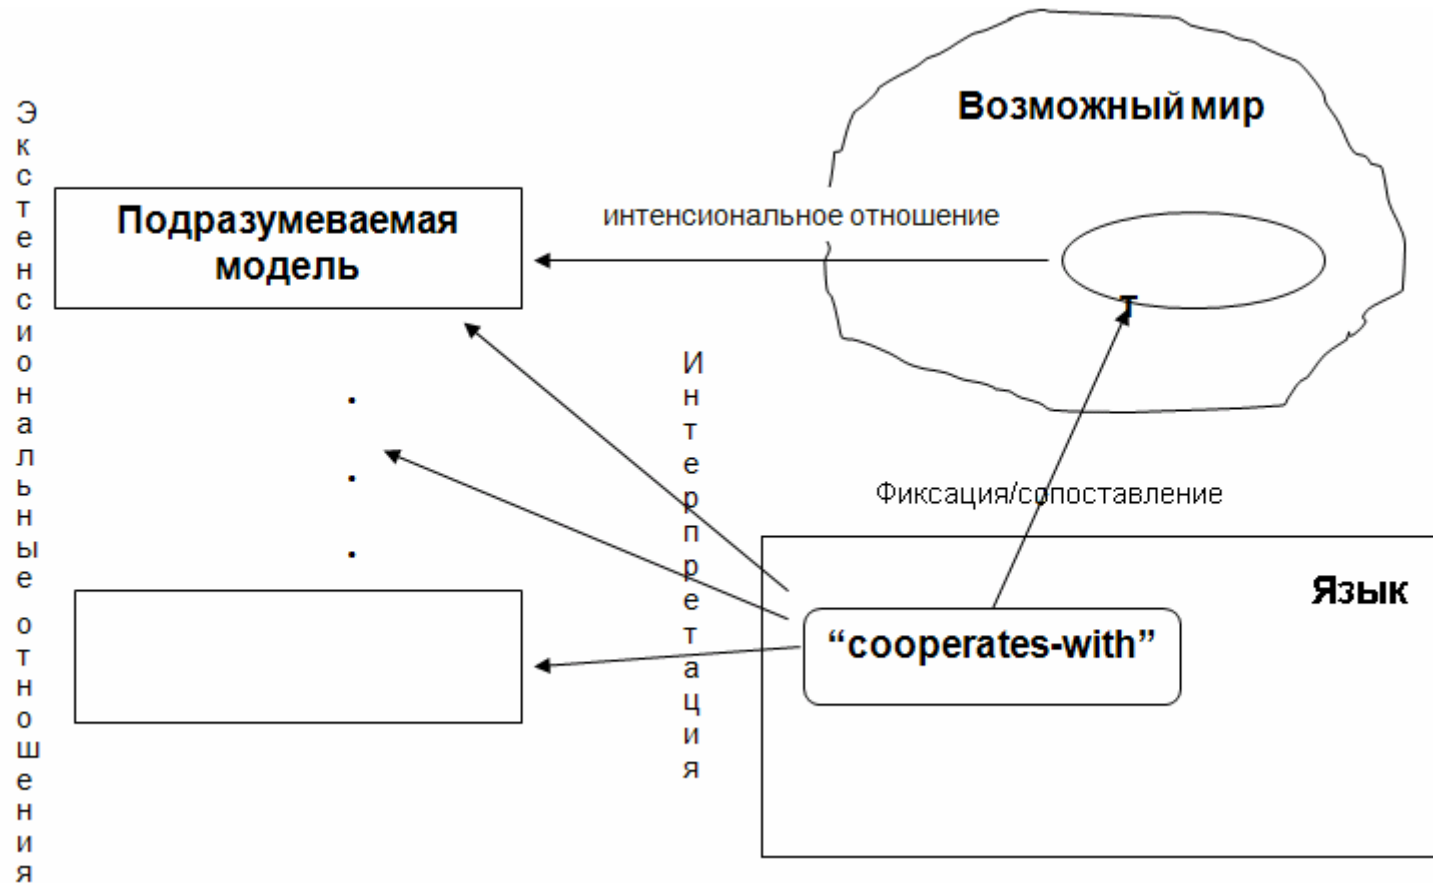 Экстенсиональные отношения
Возможный мир
Подразумеваемая
модель
интенсиональное отношение
т
Интерпретация
Фиксация/сопоставление
Язык
“cooperates-with”